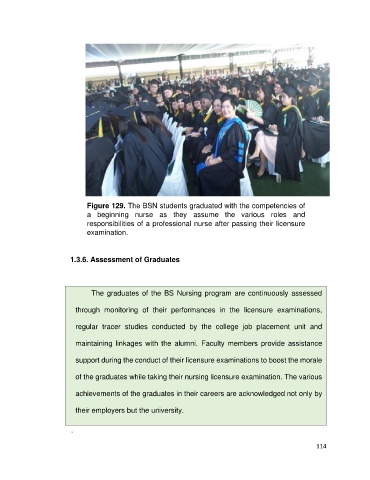 Figure 129. The BSN students graduated with the competencies of
a beginning nurse as they assume the various roles and
responsibilities of a professional nurse after passing their licensure
examination.
1.3.6. Assessment of Graduates
The graduates of the BS Nursing program are continuously assessed
through monitoring of their performances in the licensure examinations,
regular tracer studies conducted by the college job placement unit and
maintaining linkages with the alumni. Faculty members provide assistance
support during the conduct of their licensure examinations to boost the morale
of the graduates while taking their nursing licensure examination. The various
achievements of the graduates in their careers are acknowledged not only by
their employers but the university.
.
114